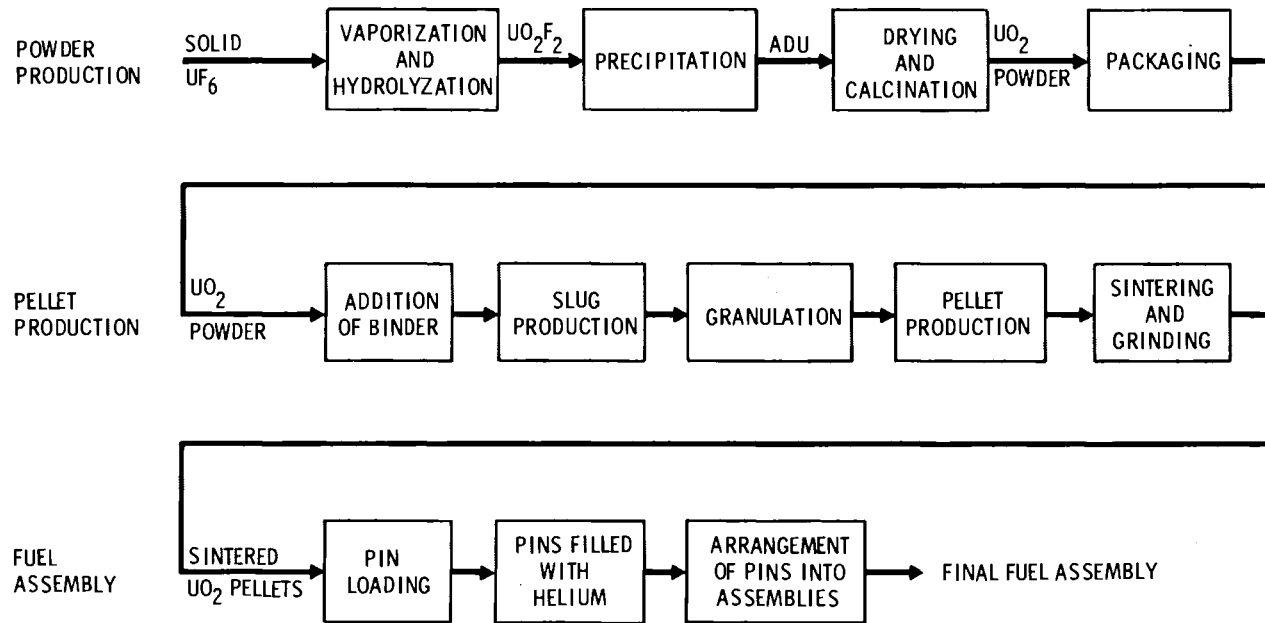 POWDER
PRODUCTION
SOLID
UF6
VAPORIZATION
AND
HYDROLYZATION
UO2F2
PRECIPITATION
ADU
DRYING
AND
CALCINATION
UO2
POWDER
PACKAGING
PELLET
PRODUCTION
UO2
POWDER
ADDITION
OF BINDER
SLUG
PRODUCTION
GRANULATION
PELLET
PRODUCTION
SINTERING
AND
GRINDING
FUEL
ASSEMBLY
SINTERED
UO2 PELLETS
PIN
LOADING
PINS FILLED
WITH
HELIUM
ARRANGEMENT
OF PINS INTO
ASSEMBLIES
FINAL FUEL ASSEMBLY